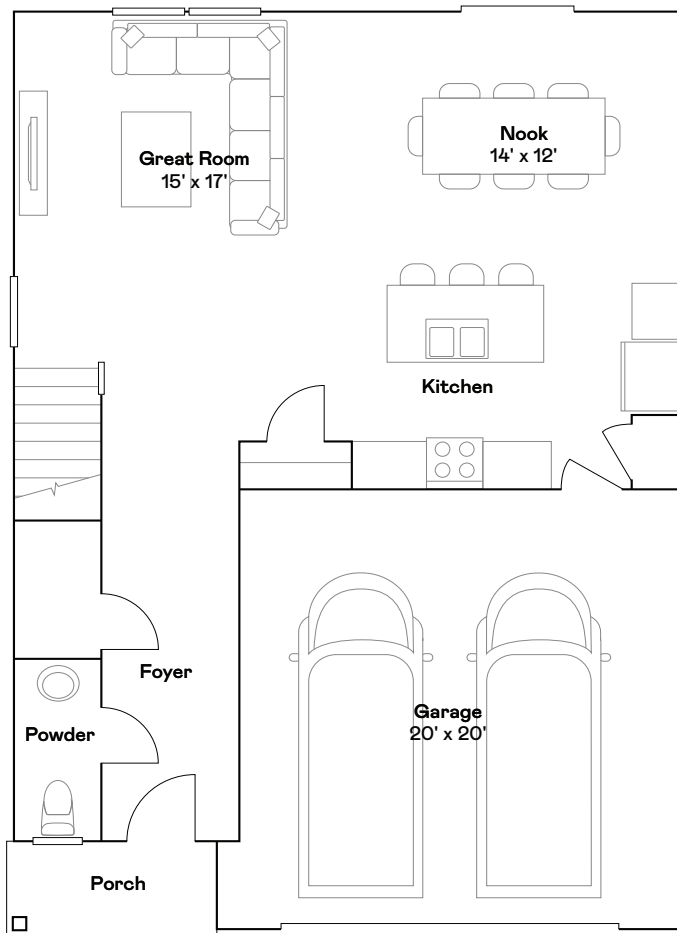 Nook
14' x 12'
Great Room
15' x 17'
Kitchen
Foyer
Garage
20' x 20'
Powder
Porch